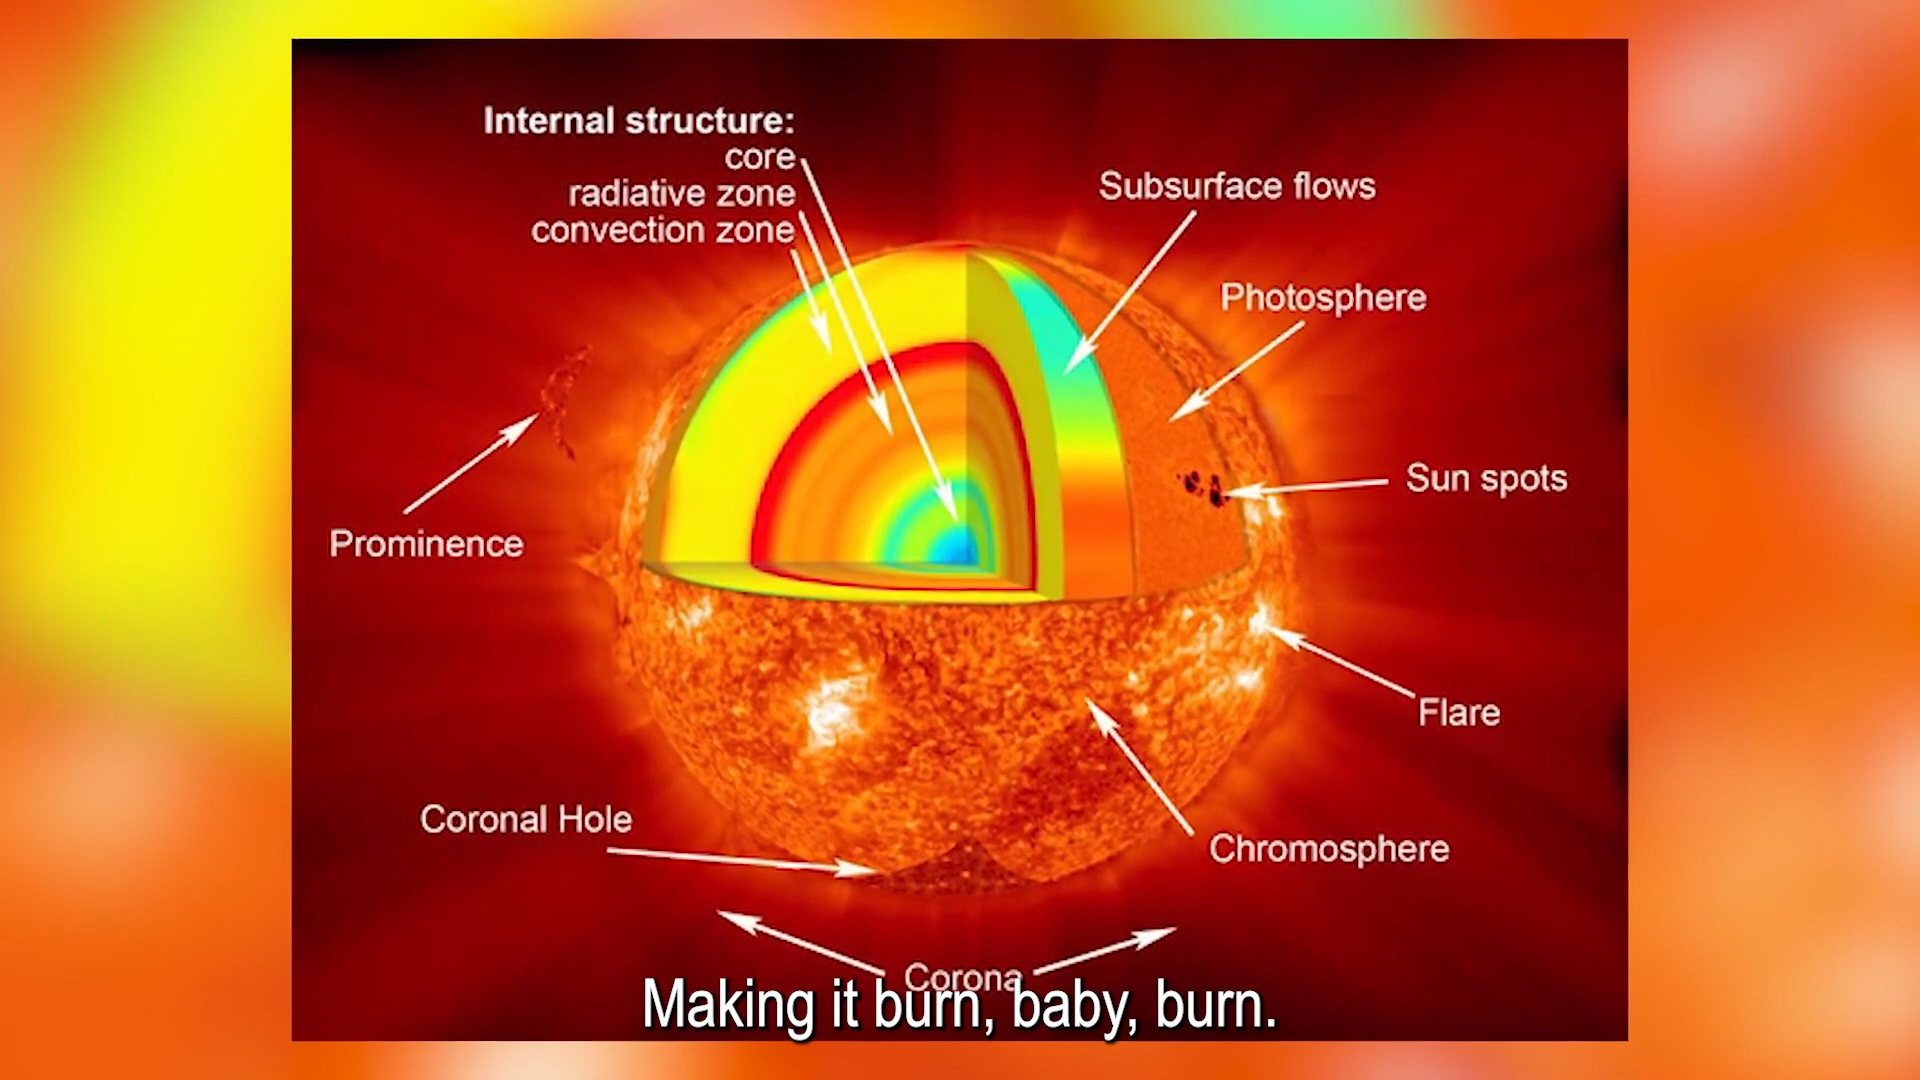 Internal structure:
core
radiative zone
convection zone
Subsurface flows
Photosphere
Sun spots
Prominence
Flare
Coronal Hole
Chromosphere
Corona
Making it burn, baby, burn.